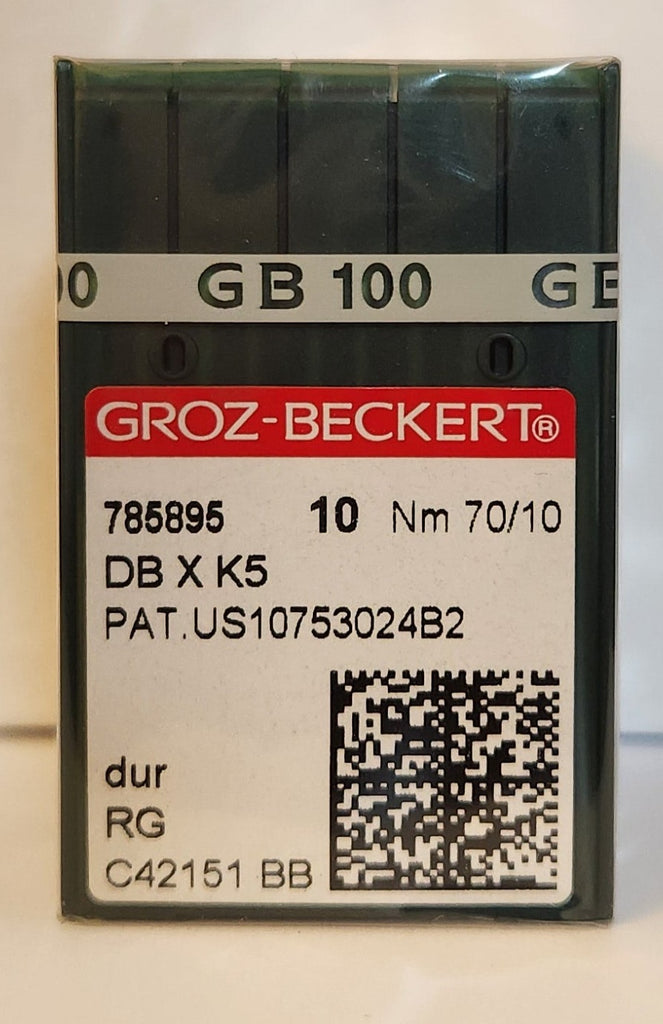 00 GB 100 GB
GROZ-BECKERT®
785895 10 Nm 70/10
DB X K5
PAT.US10753024B2
dur
RG
C42151 BB